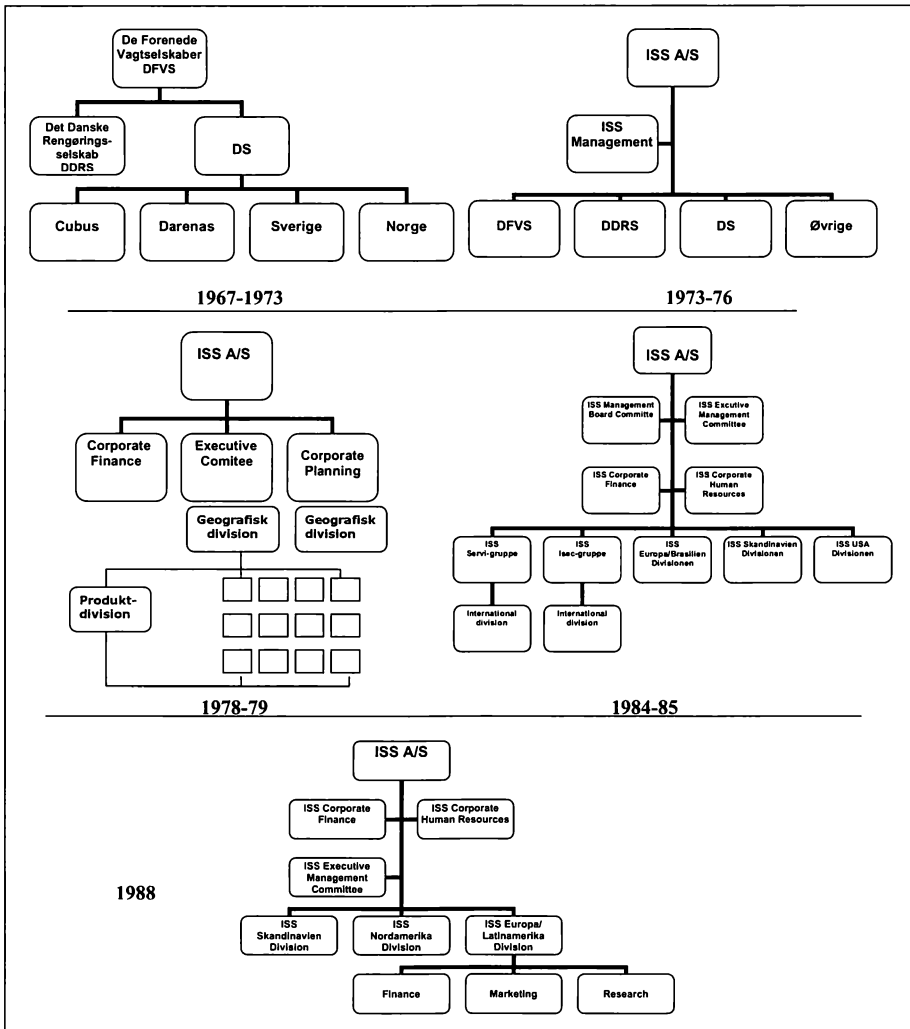 De Forenede
Vagtselskaber
DFVS
Det Danske
Rengørings-
selskab
DDRS
DS
Cubus
Darenas
Sverige
Norge
1967-1973
ISS A/S
ISS
Management
DFVS
DDRS
DS
Øvrige
1973-76
ISS A/S
Corporate
Finance
Executive
Comitee
Corporate
Planning
Geografisk
division
Geografisk
division
Produkt-
division
1978-79
ISS A/S
ISS Management
Board Committe
ISS Excutive
Management
Committee
ISS Corporate
Finance
ISS Corporate
Human
Resources
ISS
Servi-gruppe
ISS
Isec-gruppe
ISS
Europa/Brasilien
Divisionen
ISS Skandinavien
Divisionen
ISS USA
Divisionen
International
division
International
division
1984-85
1988
ISS A/S
ISS Corporate
Finance
ISS Corporate
Human Resources
ISS Executive
Management
Committee
ISS
Skandinavien
Division
ISS
Nordamerika
Division
ISS Europa/
Latinamerika
Division
Finance
Marketing
Research